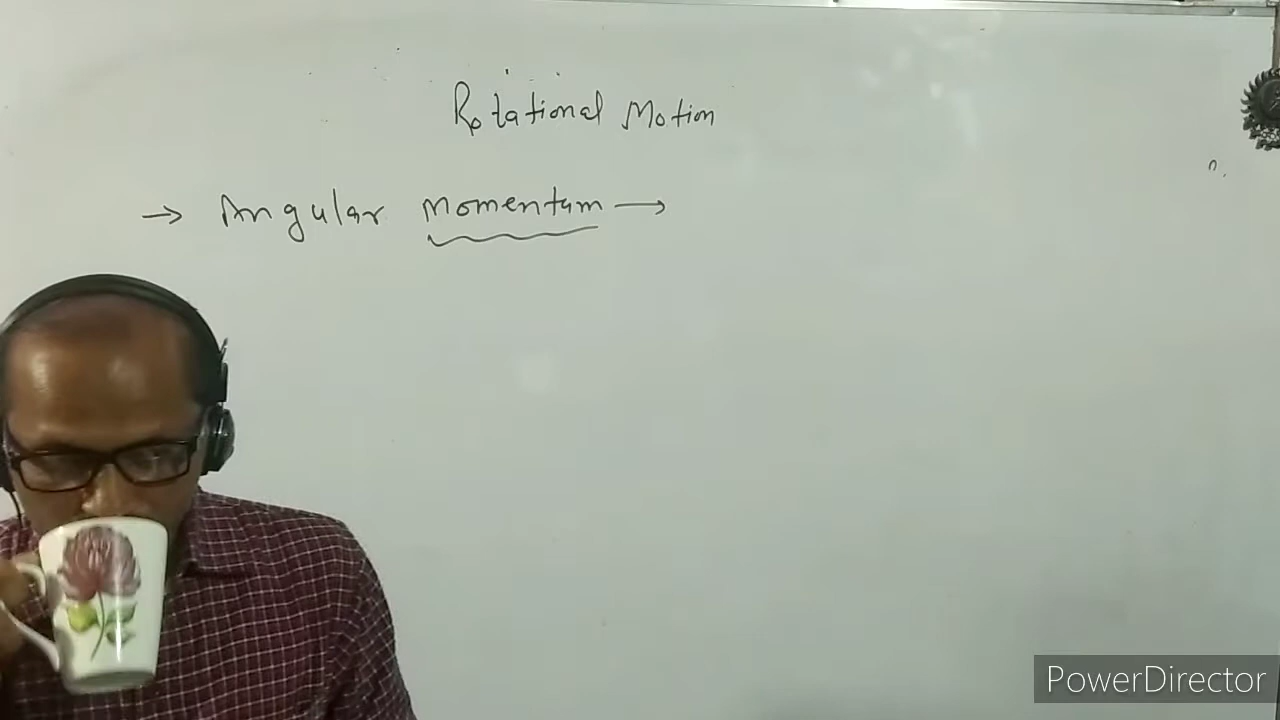 Rotational Motion
→ Angular Momentum →
PowerDirector